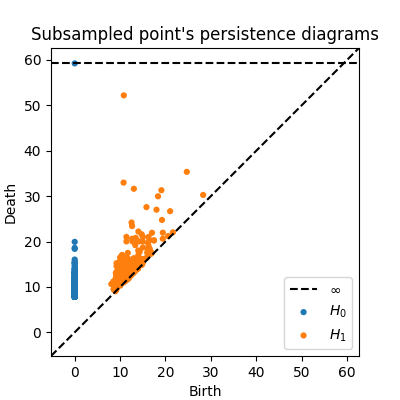 Subsampled point's persistence diagrams
60
50
40
30
20
10
0
Death
∞
H₀
H₁
0 10 20 30 40 50 60
Birth